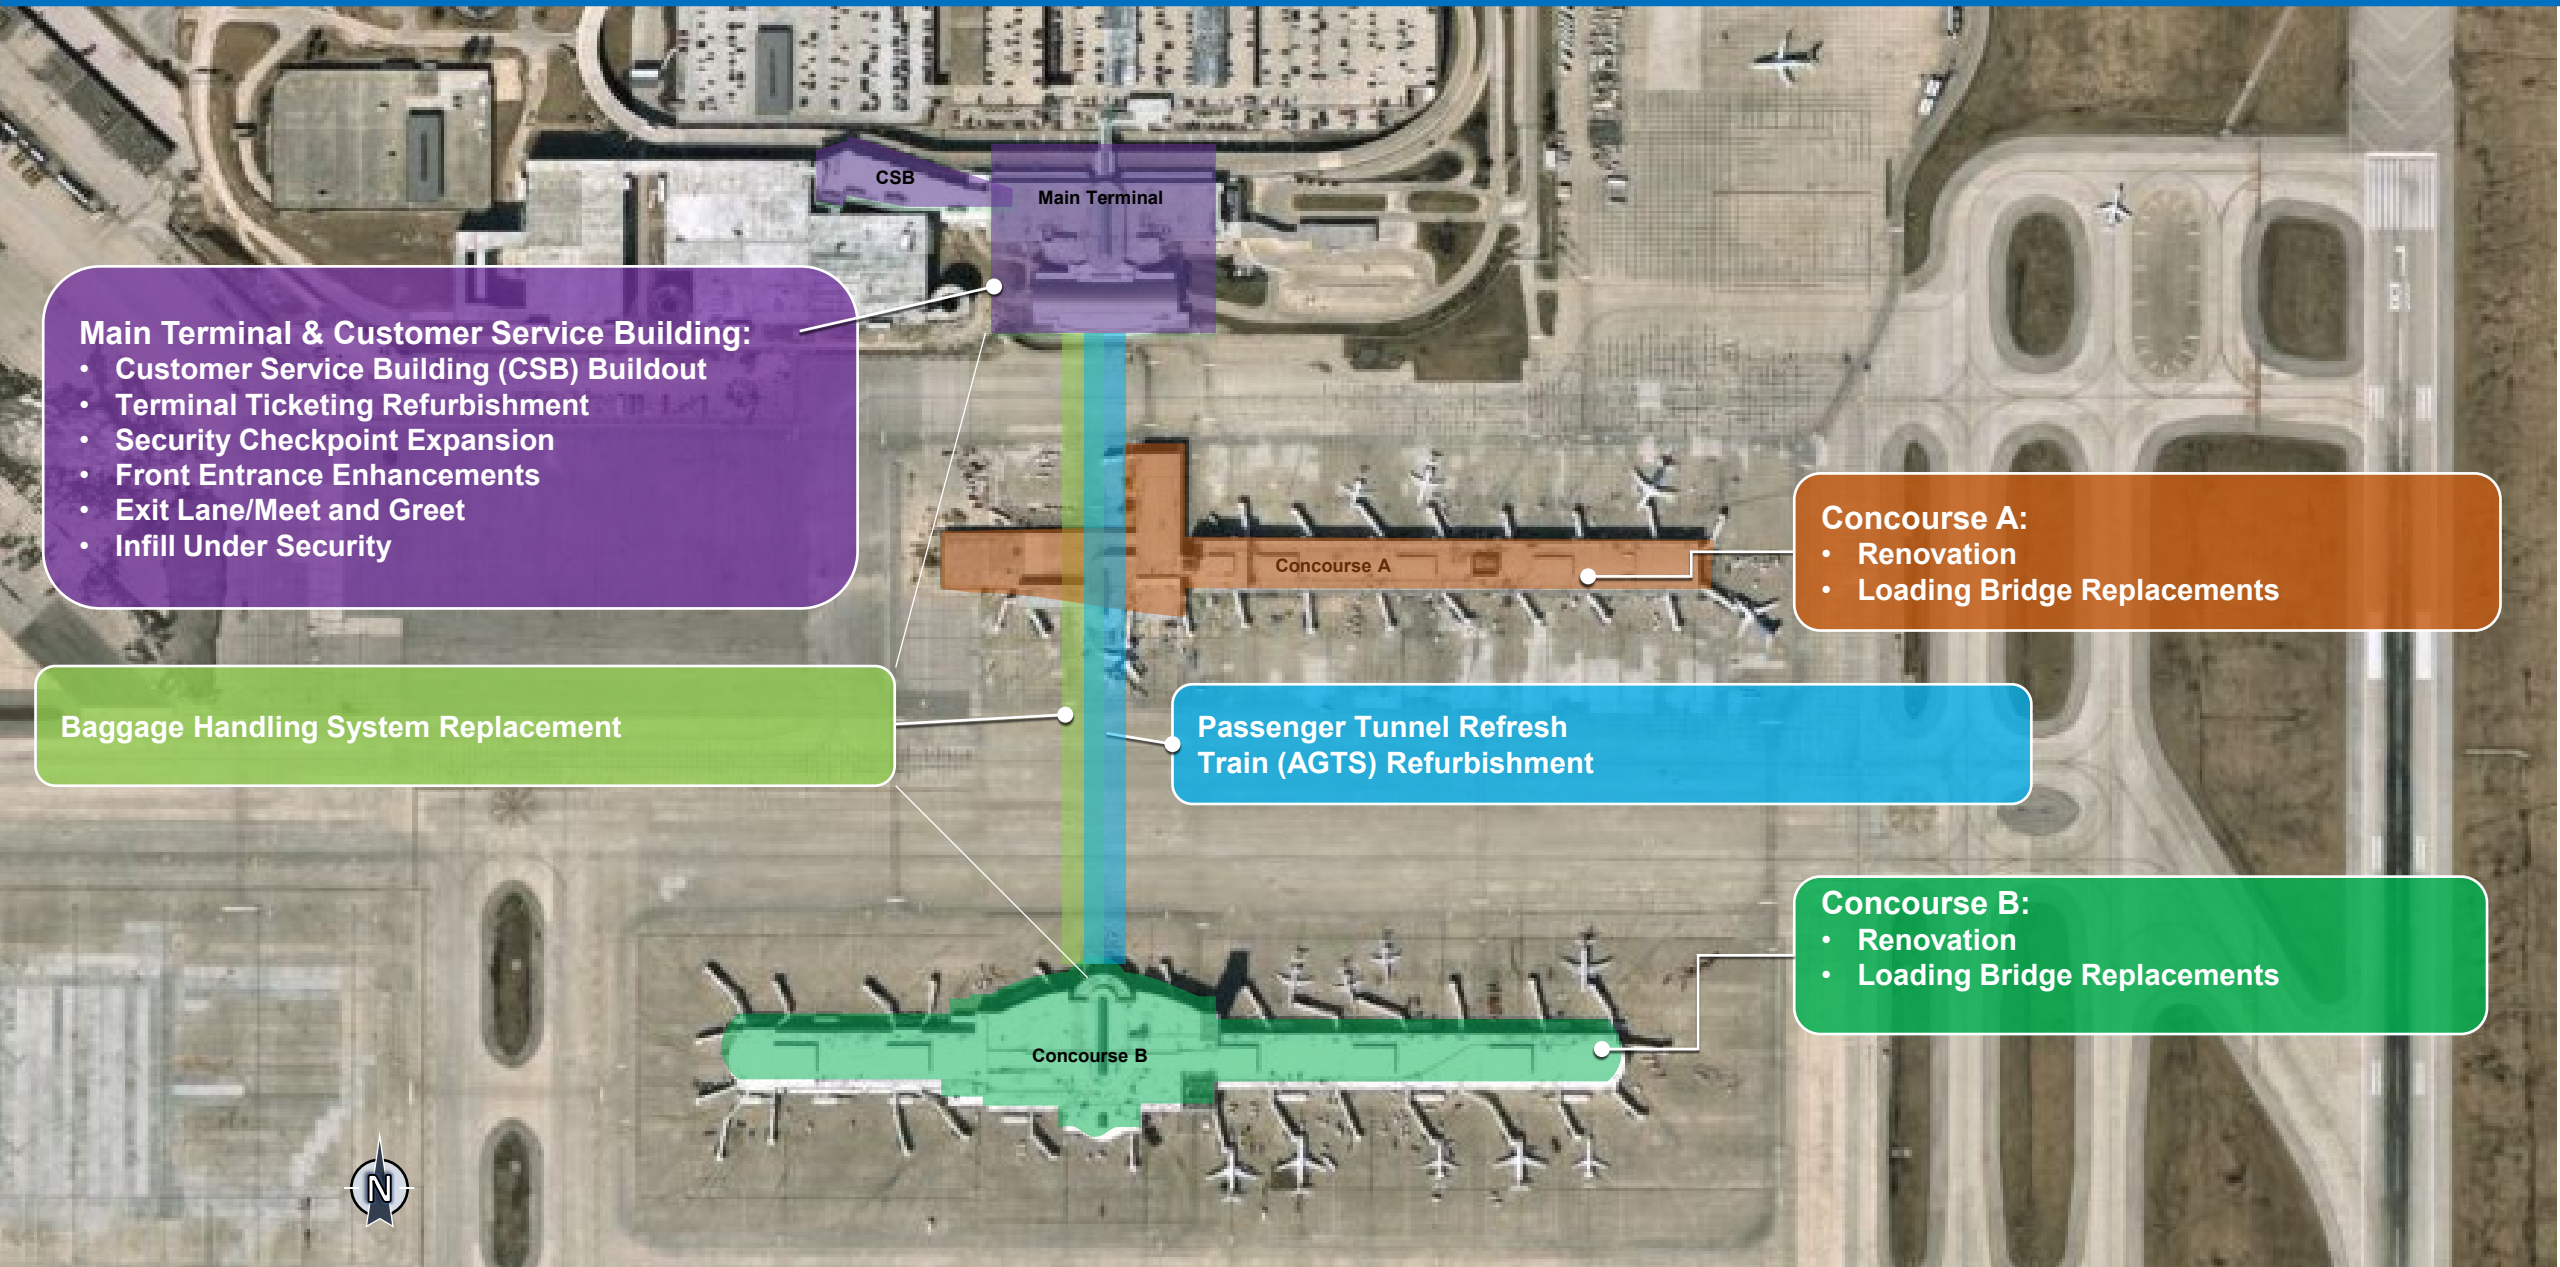 CSB
Main Terminal
Main Terminal & Customer Service Building:
• Customer Service Building (CSB) Buildout
• Terminal Ticketing Refurbishment
• Security Checkpoint Expansion
• Front Entrance Enhancements
• Exit Lane/Meet and Greet
• Infill Under Security
Concourse A
Concourse A:
• Renovation
• Loading Bridge Replacements
Baggage Handling System Replacement
Passenger Tunnel Refresh
Train (AGTS) Refurbishment
Concourse B:
• Renovation
• Loading Bridge Replacements
Concourse B
N